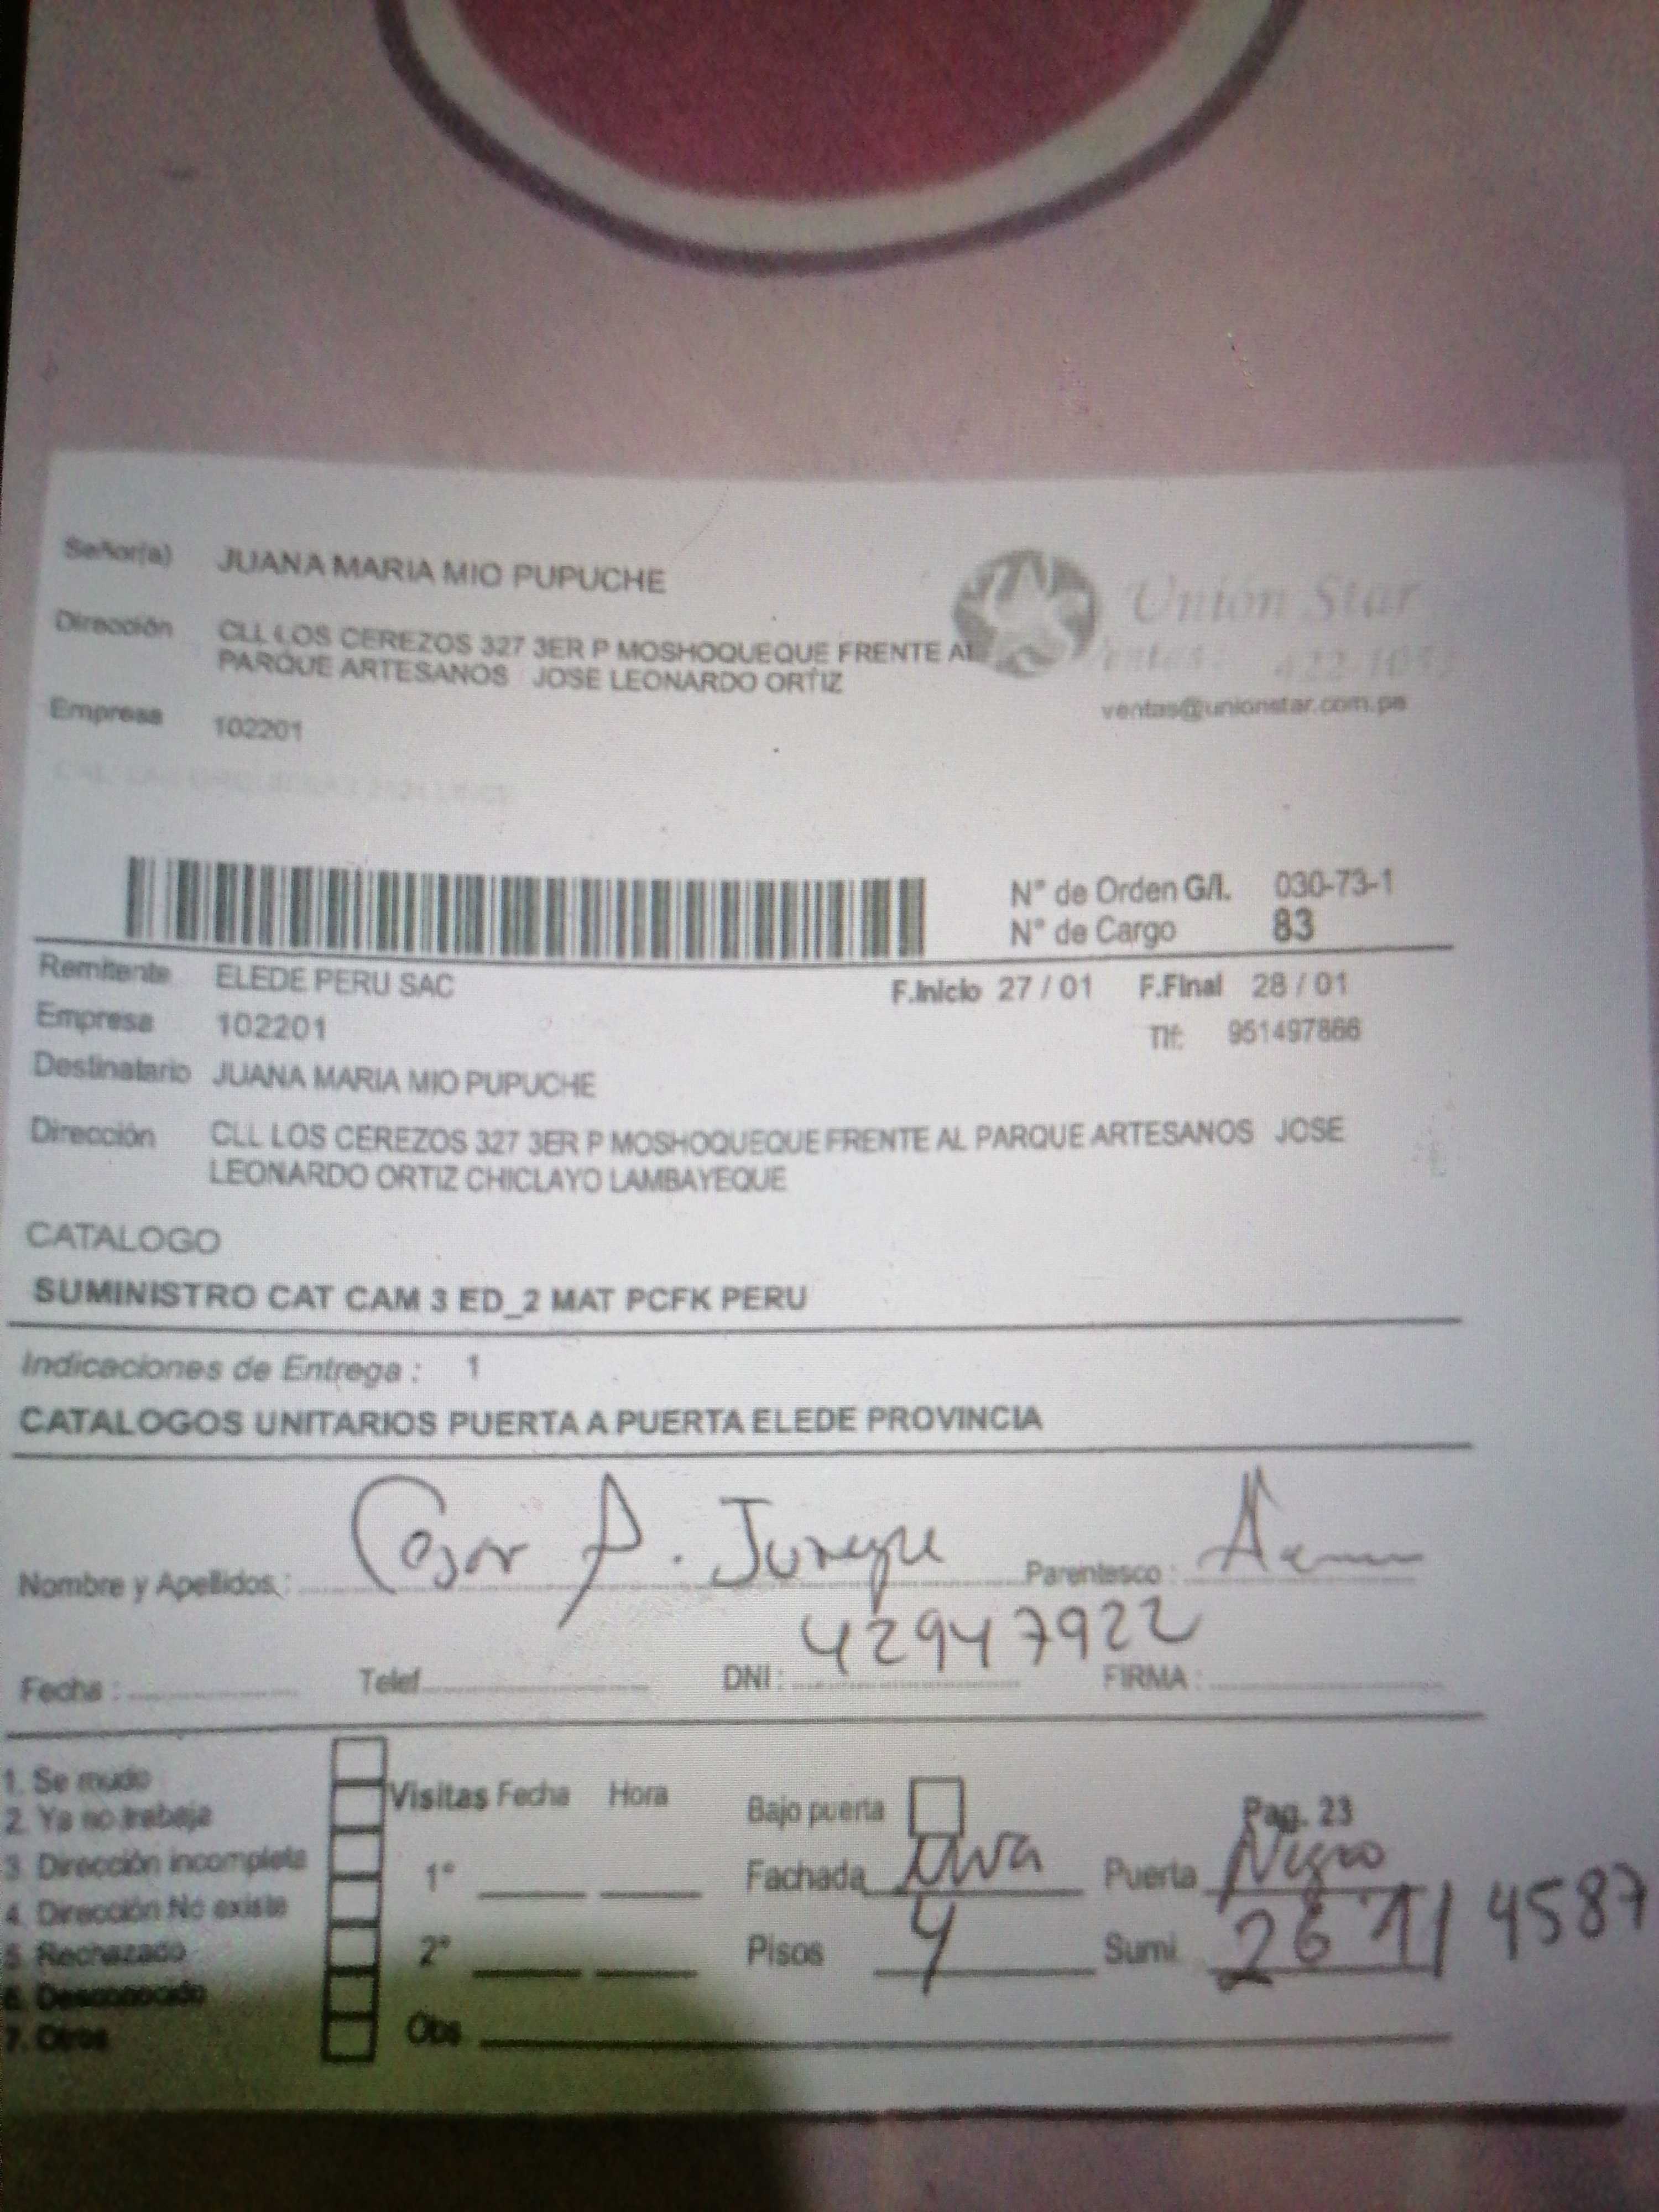 Señor(a) JUANA MARIA MIO PUPUCHE
Dirección CLL LOS CEREZOS 327 3ER P MOSHOQUEQUE FRENTE AL
PARQUE ARTESANOS JOSE LEONARDO ORTIZ
Unión Star
ventas@unionstar.com.pe
Empresa 102201
N° de Orden G/I. 030-73-1
N° de Cargo 83
Remitente ELEDE PERU SAC F.Inicio 27 / 01 F.Final 28 / 01
Empresa 102201 Tlf: 951497866
Destinatario JUANA MARIA MIO PUPUCHE
Dirección CLL LOS CEREZOS 327 3ER P MOSHOQUEQUE FRENTE AL PARQUE ARTESANOS JOSE
LEONARDO ORTIZ CHICLAYO LAMBAYEQUE
CATALOGO
SUMINISTRO CAT CAM 3 ED_2 MAT PCFK PERU
Indicaciones de Entrega : 1
CATALOGOS UNITARIOS PUERTA A PUERTA ELEDE PROVINCIA
Nombre y Apellidos : P. Parentesco :
Fecha : Telef. DNI : 42947922 FIRMA :
1. Se mudo
2. Ya no trabaja
3. Dirección incompleta
4. Dirección No existe
5. Rechazado
6. Desconocido
7. Otros
Visitas Fecha Hora
1°
2°
Obs
Bajo puerta Pag. 23
Fachada Puerta Negro
Pisos 4 Sumi. 2671 / 4587